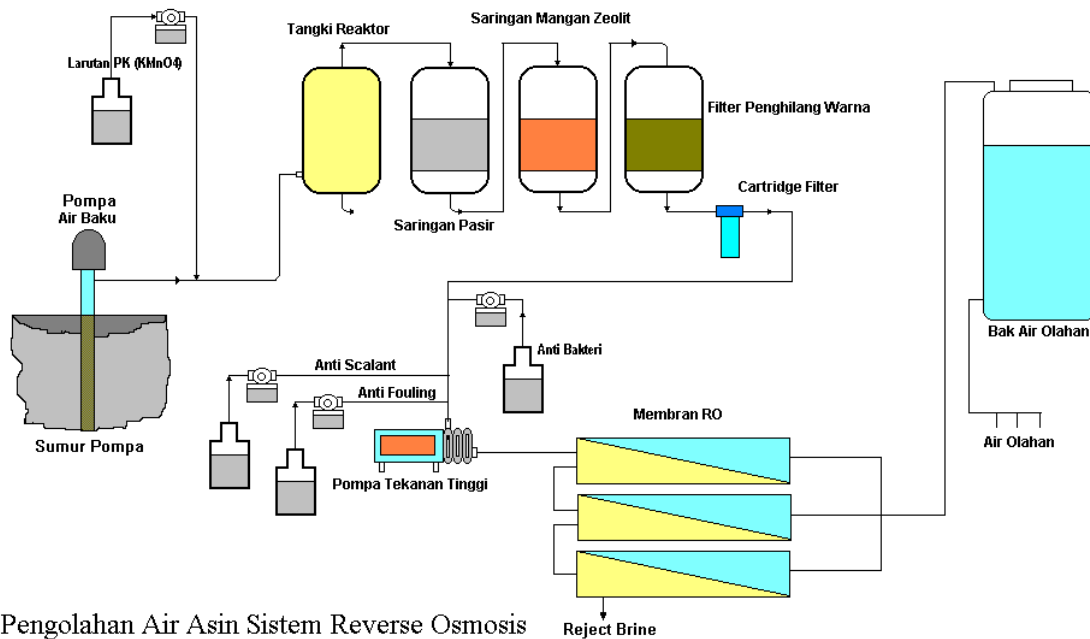 Saringan Mangan Zeolit
Tangki Reaktor
Larutan PK (KMnO4)
Filter Penghilang Warna
Cartridge Filter
Pompa
Air Baku
Saringan Pasir
Bak Air Olahan
Anti Bakteri
Anti Scalant
Anti Fouling
Membran RO
Air Olahan
Sumur Pompa
Pompa Tekanan Tinggi
Pengolahan Air Asin Sistem Reverse Osmosis
Reject Brine